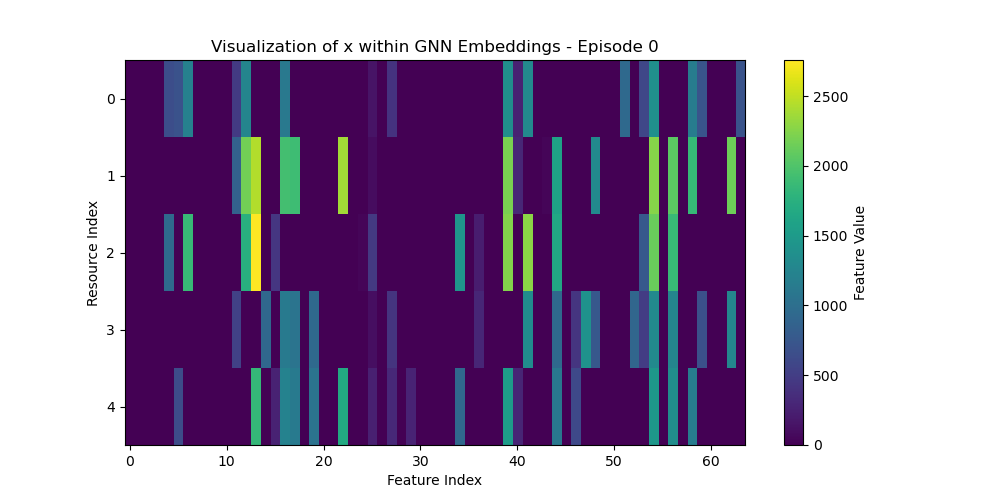 Visualization of x within GNN Embeddings - Episode 0
0
1
2
3
4
Resource Index
0 10 20 30 40 50 60
Feature Index
2500
2000
1500
1000
500
0
Feature Value